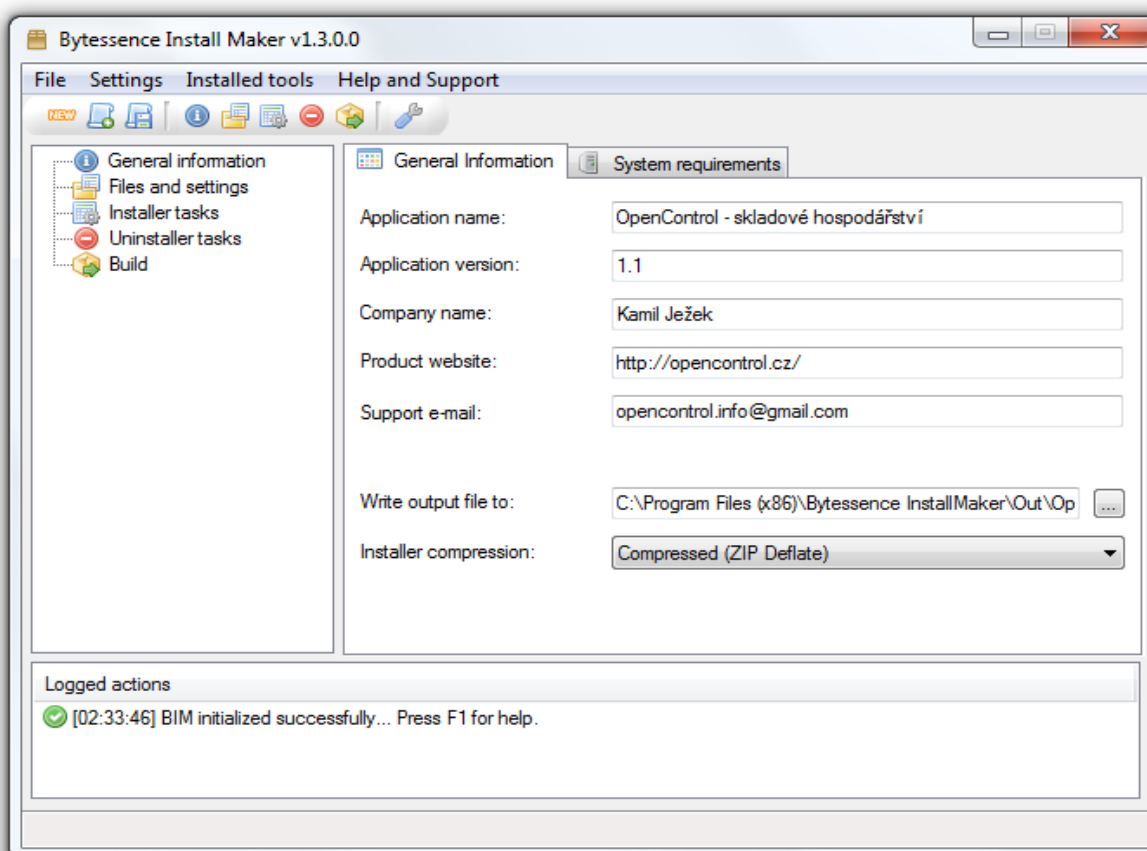 Bytessence Install Maker v1.3.0.0
File Settings Installed tools Help and Support
NEW
General information
Files and settings
Installer tasks
Uninstaller tasks
Build
General Information System requirements
Application name: OpenControl - skladové hospodářství
Application version: 1.1
Company name: Kamil Ježek
Product website: http://opencontrol.cz/
Support e-mail: opencontrol.info@gmail.com
Write output file to: C:\Program Files (x86)\Bytessence InstallMaker\Out\Op ...
Installer compression: Compressed (ZIP Deflate)
Logged actions
[02:33:46] BIM initialized successfully... Press F1 for help.